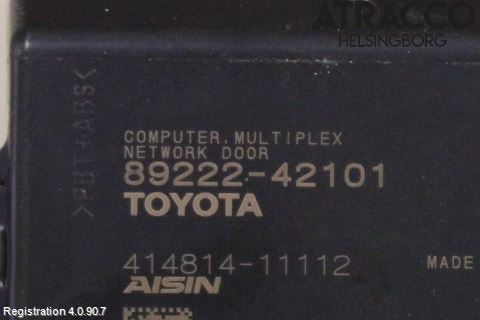 ATRACCO
HELSINGBORG
>PBT+ABS<
COMPUTER, MULTIPLEX
NETWORK DOOR
89222-42101
TOYOTA
414814-11112
MADE
AISIN
Registration 4.0.90.7